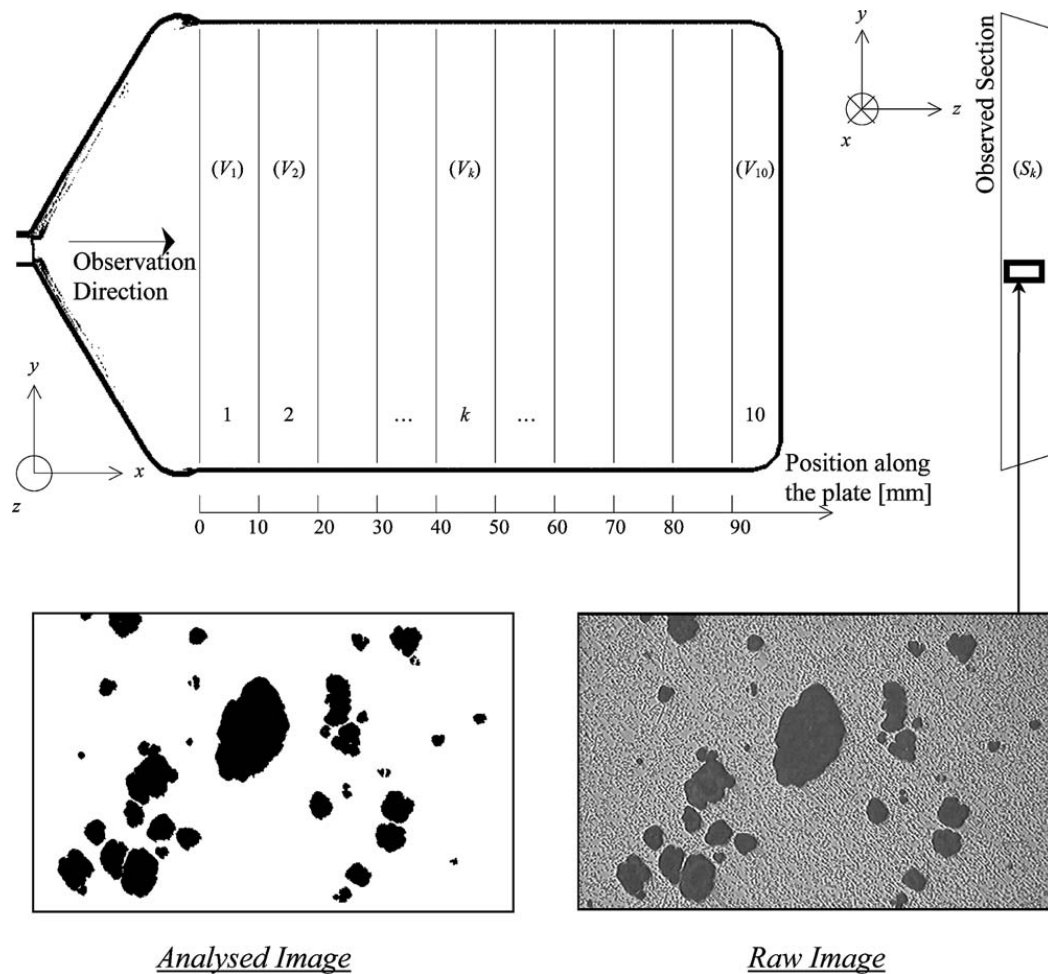 y
z
x
Observed Section
(V₁)
(V₂)
(Vₖ)
(V₁₀)
(Sₖ)
Observation
Direction
y
x
z
1
2
...
k
...
10
Position along
the plate [mm]
0 10 20 30 40 50 60 70 80 90
Analysed Image
Raw Image